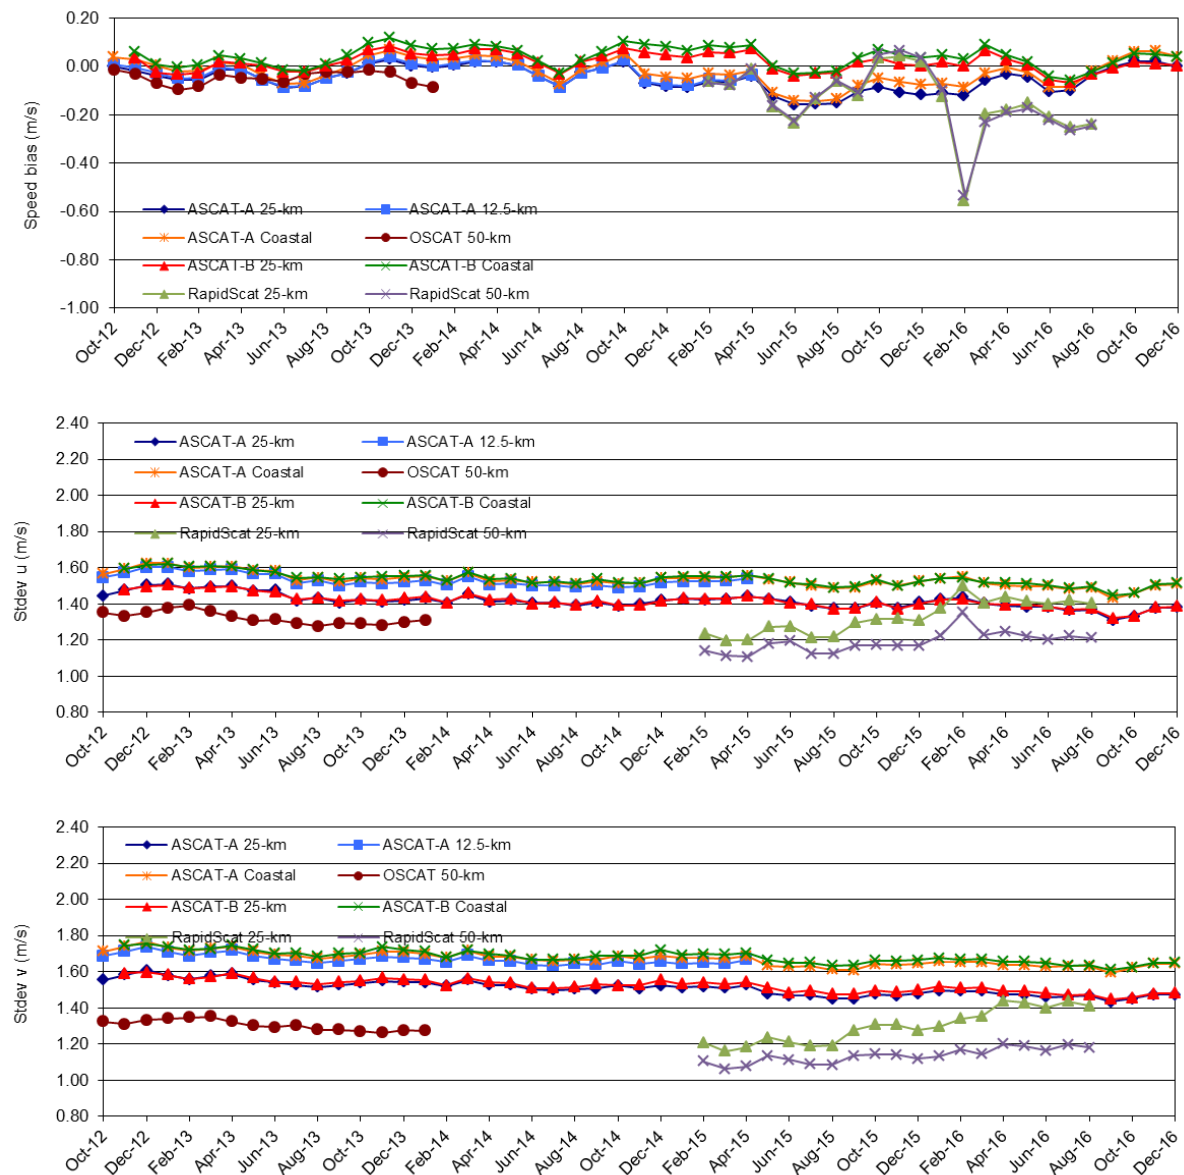 Speed bias (m/s)
0.20
0.00
-0.20
-0.40
-0.60
-0.80
-1.00
ASCAT-A 25-km ASCAT-A 12.5-km
ASCAT-A Coastal OSCAT 50-km
ASCAT-B 25-km ASCAT-B Coastal
RapidScat 25-km RapidScat 50-km
Oct-12 Dec-12 Feb-13 Apr-13 Jun-13 Aug-13 Oct-13 Dec-13 Feb-14 Apr-14 Jun-14 Aug-14 Oct-14 Dec-14 Feb-15 Apr-15 Jun-15 Aug-15 Oct-15 Dec-15 Feb-16 Apr-16 Jun-16 Aug-16 Oct-16 Dec-16
Stdev u (m/s)
2.40
2.20
2.00
1.80
1.60
1.40
1.20
1.00
0.80
ASCAT-A 25-km ASCAT-A 12.5-km
ASCAT-A Coastal OSCAT 50-km
ASCAT-B 25-km ASCAT-B Coastal
RapidScat 25-km RapidScat 50-km
Oct-12 Dec-12 Feb-13 Apr-13 Jun-13 Aug-13 Oct-13 Dec-13 Feb-14 Apr-14 Jun-14 Aug-14 Oct-14 Dec-14 Feb-15 Apr-15 Jun-15 Aug-15 Oct-15 Dec-15 Feb-16 Apr-16 Jun-16 Aug-16 Oct-16 Dec-16
Stdev v (m/s)
2.40
2.20
2.00
1.80
1.60
1.40
1.20
1.00
0.80
ASCAT-A 25-km ASCAT-A 12.5-km
ASCAT-A Coastal OSCAT 50-km
ASCAT-B 25-km ASCAT-B Coastal
RapidScat 25-km RapidScat 50-km
Oct-12 Dec-12 Feb-13 Apr-13 Jun-13 Aug-13 Oct-13 Dec-13 Feb-14 Apr-14 Jun-14 Aug-14 Oct-14 Dec-14 Feb-15 Apr-15 Jun-15 Aug-15 Oct-15 Dec-15 Feb-16 Apr-16 Jun-16 Aug-16 Oct-16 Dec-16